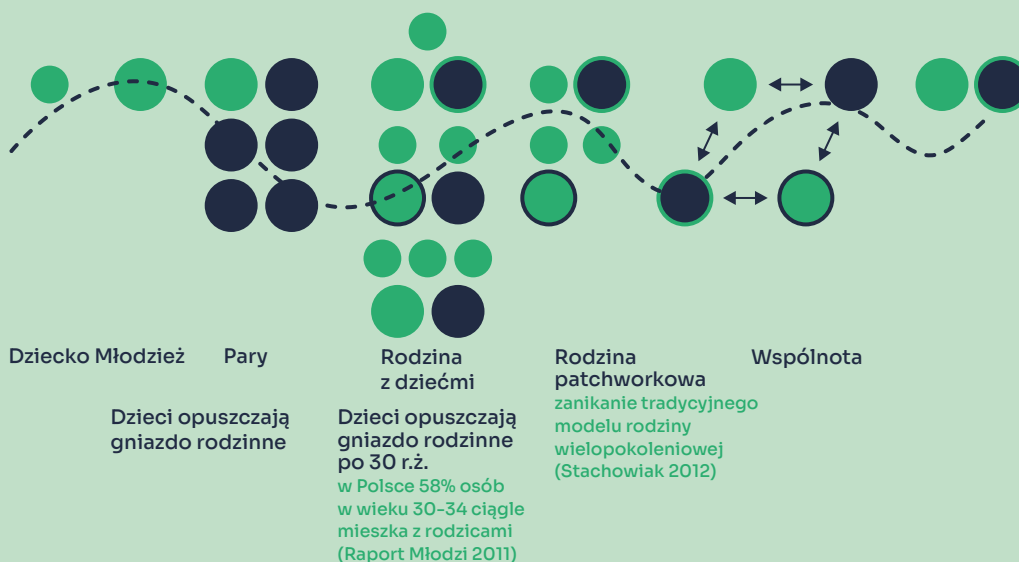 Dziecko Młodzież
Pary
Rodzina
z dziećmi
Rodzina
patchworkowa
zanikanie tradycyjnego
modelu rodziny
wielopokoleniowej
(Stachowiak 2012)
Wspólnota
Dzieci opuszczają
gniazdo rodzinne
Dzieci opuszczają
gniazdo rodzinne
po 30 r.ż.
w Polsce 58% osób
w wieku 30-34 ciągle
mieszka z rodzicami
(Raport Młodzi 2011)